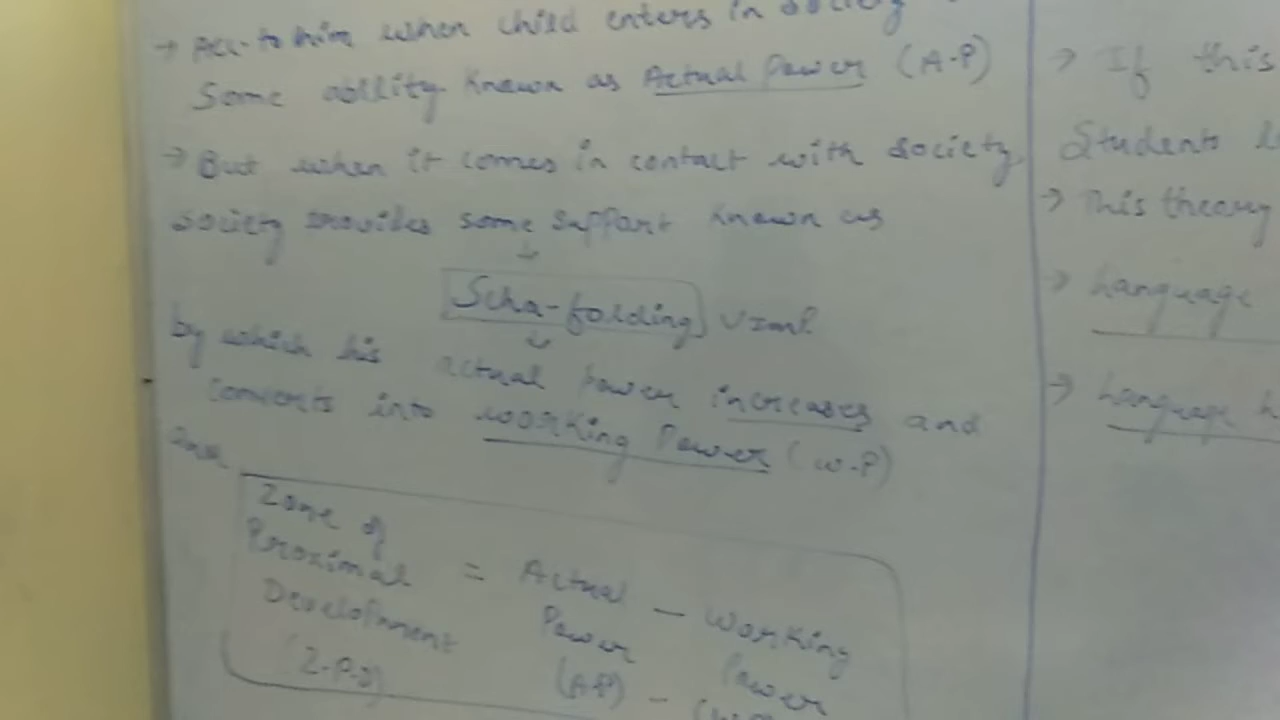 → Acc. to him when child enters in society
some ability known as Actual Power (A.P)
→ But when it comes in contact with society,
society provides some support known as
Scha-folding v Imp.
by which his actual power increases and
converts into working Power (W.P)
Zone of
Proximal
Development
(Z.P.D)
= Actual
Power
(A.P)
— Working
Power
—
→ If this
Students
→ This theory
→ Language
→ Language